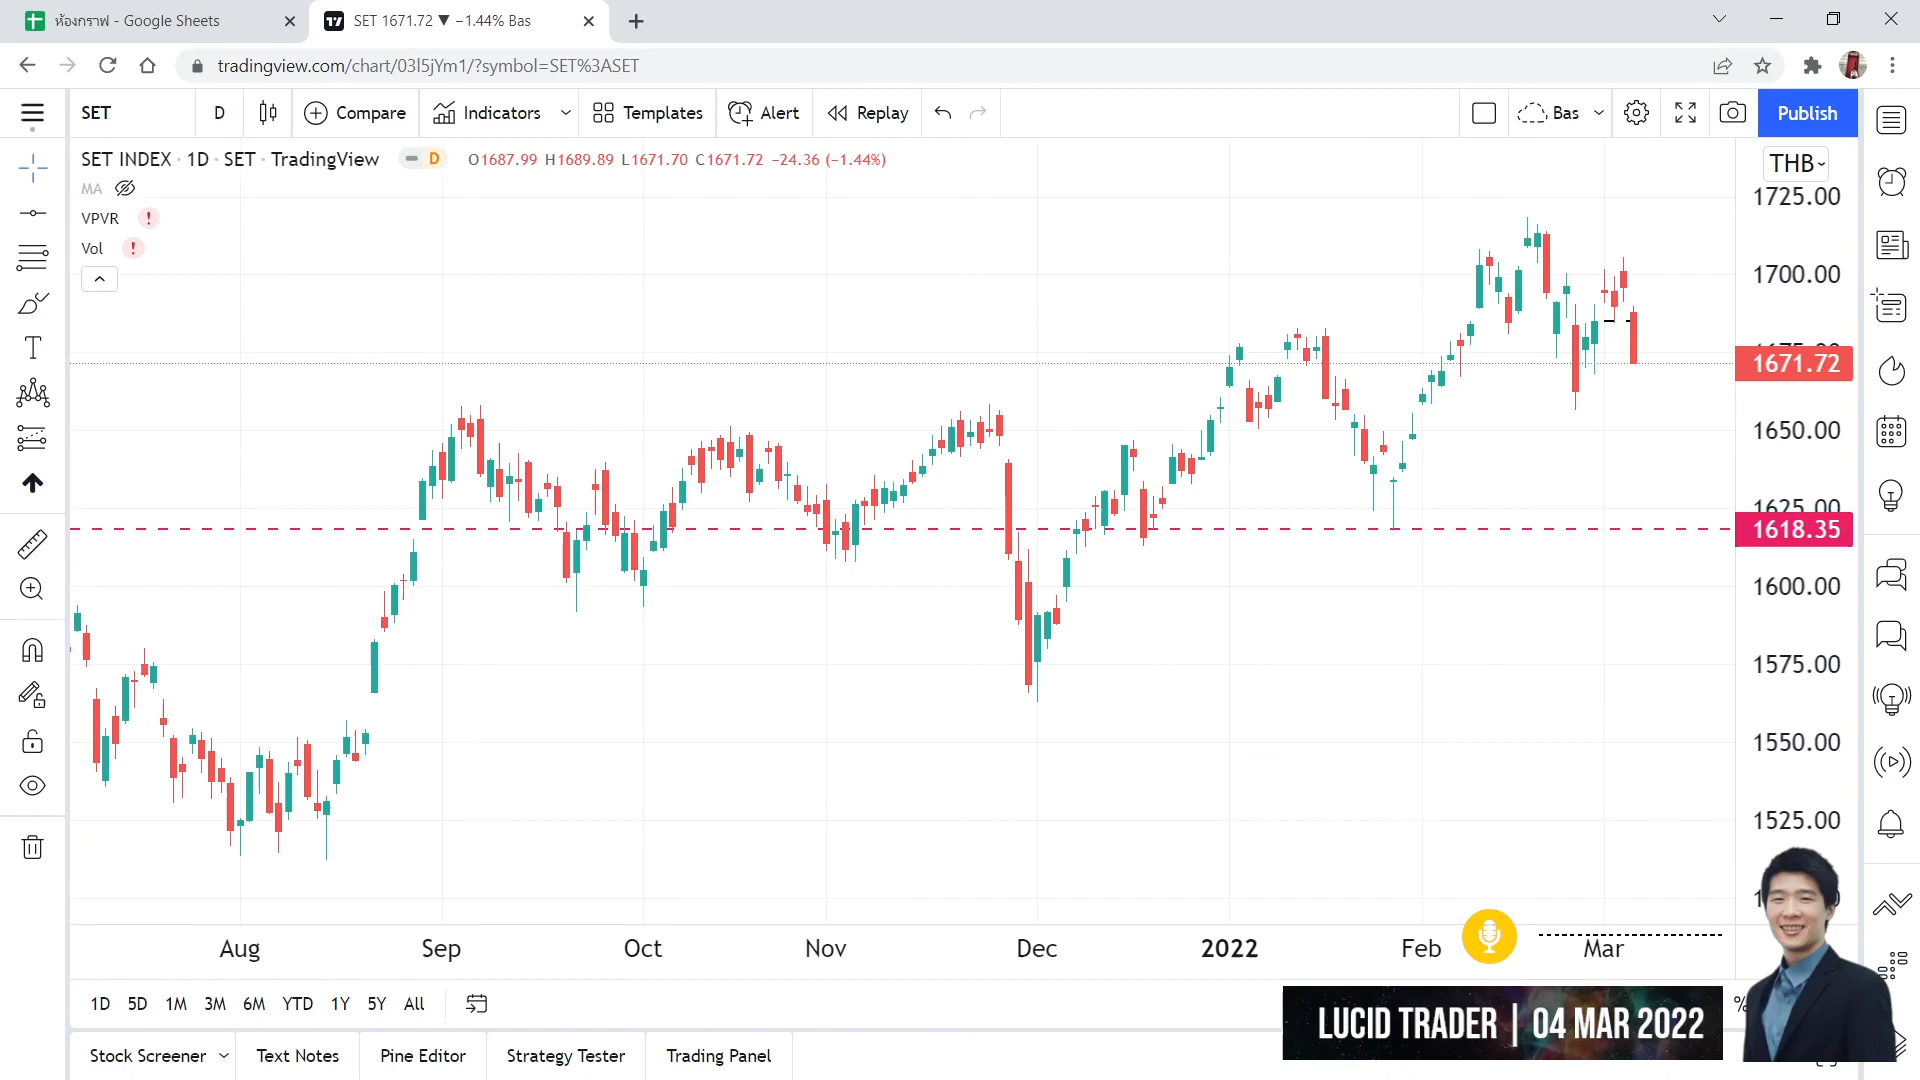 ห้องกราฟ - Google Sheets
SET 1671.72 ▼ −1.44% Bas
tradingview.com/chart/03l5jYm1/?symbol=SET%3ASET
SET D Compare Indicators Templates Alert Replay Bas Publish
SET INDEX · 1D · SET · TradingView D O1687.99 H1689.89 L1671.70 C1671.72 −24.36 (−1.44%)
MA
VPVR !
Vol !
THB
1725.00
1700.00
1671.72
1650.00
1625.00
1618.35
1600.00
1575.00
1550.00
1525.00
Aug Sep Oct Nov Dec 2022 Feb Mar
1D 5D 1M 3M 6M YTD 1Y 5Y All %
LUCID TRADER | 04 MAR 2022
Stock Screener Text Notes Pine Editor Strategy Tester Trading Panel